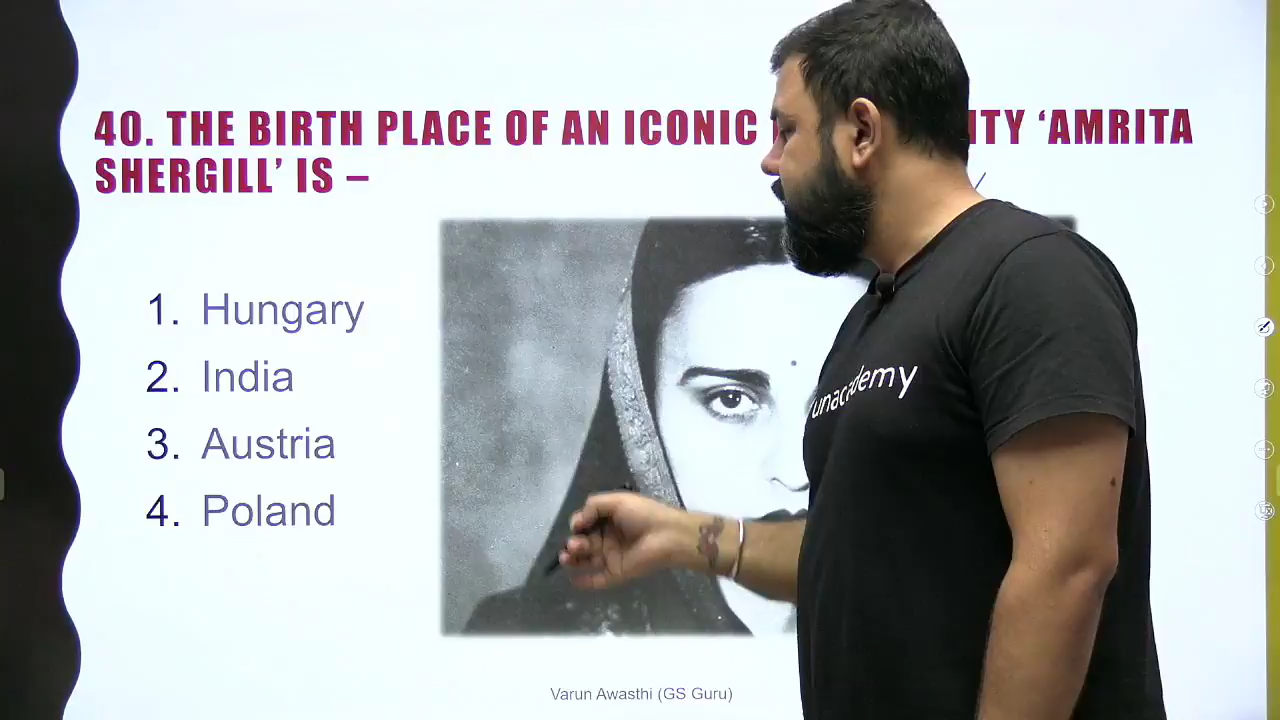 40. THE BIRTH PLACE OF AN ICONIC ‘AMRITA
SHERGILL’ IS –
1. Hungary
2. India
3. Austria
4. Poland
unacademy
Varun Awasthi (GS Guru)